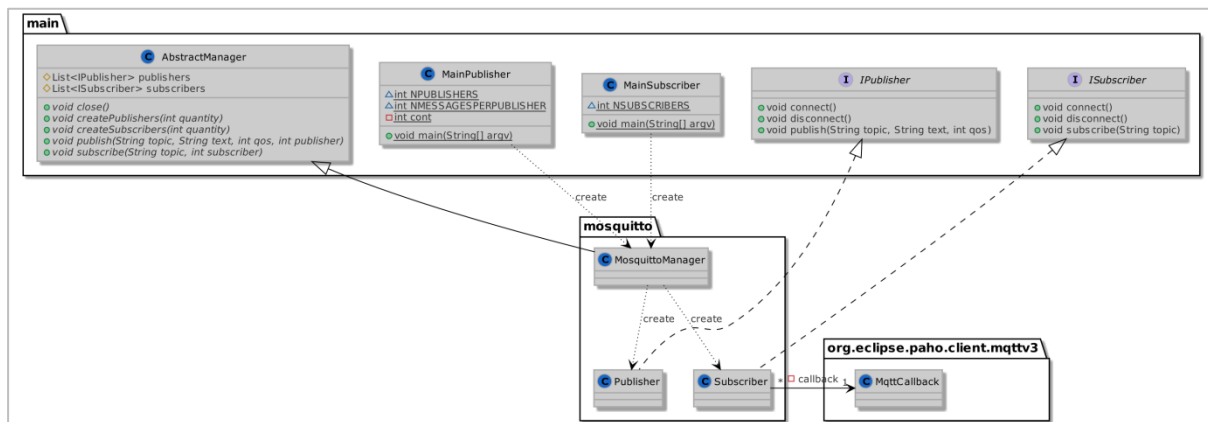 main
C AbstractManager
List<IPublisher> publishers
List<ISubscriber> subscribers
void close()
void createPublishers(int quantity)
void createSubscribers(int quantity)
void publish(String topic, String text, int qos, int publisher)
void subscribe(String topic, int subscriber)
C MainPublisher
int NPUBLISHERS
int NMESSAGESPERPUBLISHER
int cont
void main(String[] argv)
C MainSubscriber
int NSUBSCRIBERS
void main(String[] argv)
I IPublisher
void connect()
void disconnect()
void publish(String topic, String text, int qos)
I ISubscriber
void connect()
void disconnect()
void subscribe(String topic)
create
create
mosquitto
C MosquittoManager
create
create
C Publisher
C Subscriber
* callback 1
org.eclipse.paho.client.mqttv3
C MqttCallback